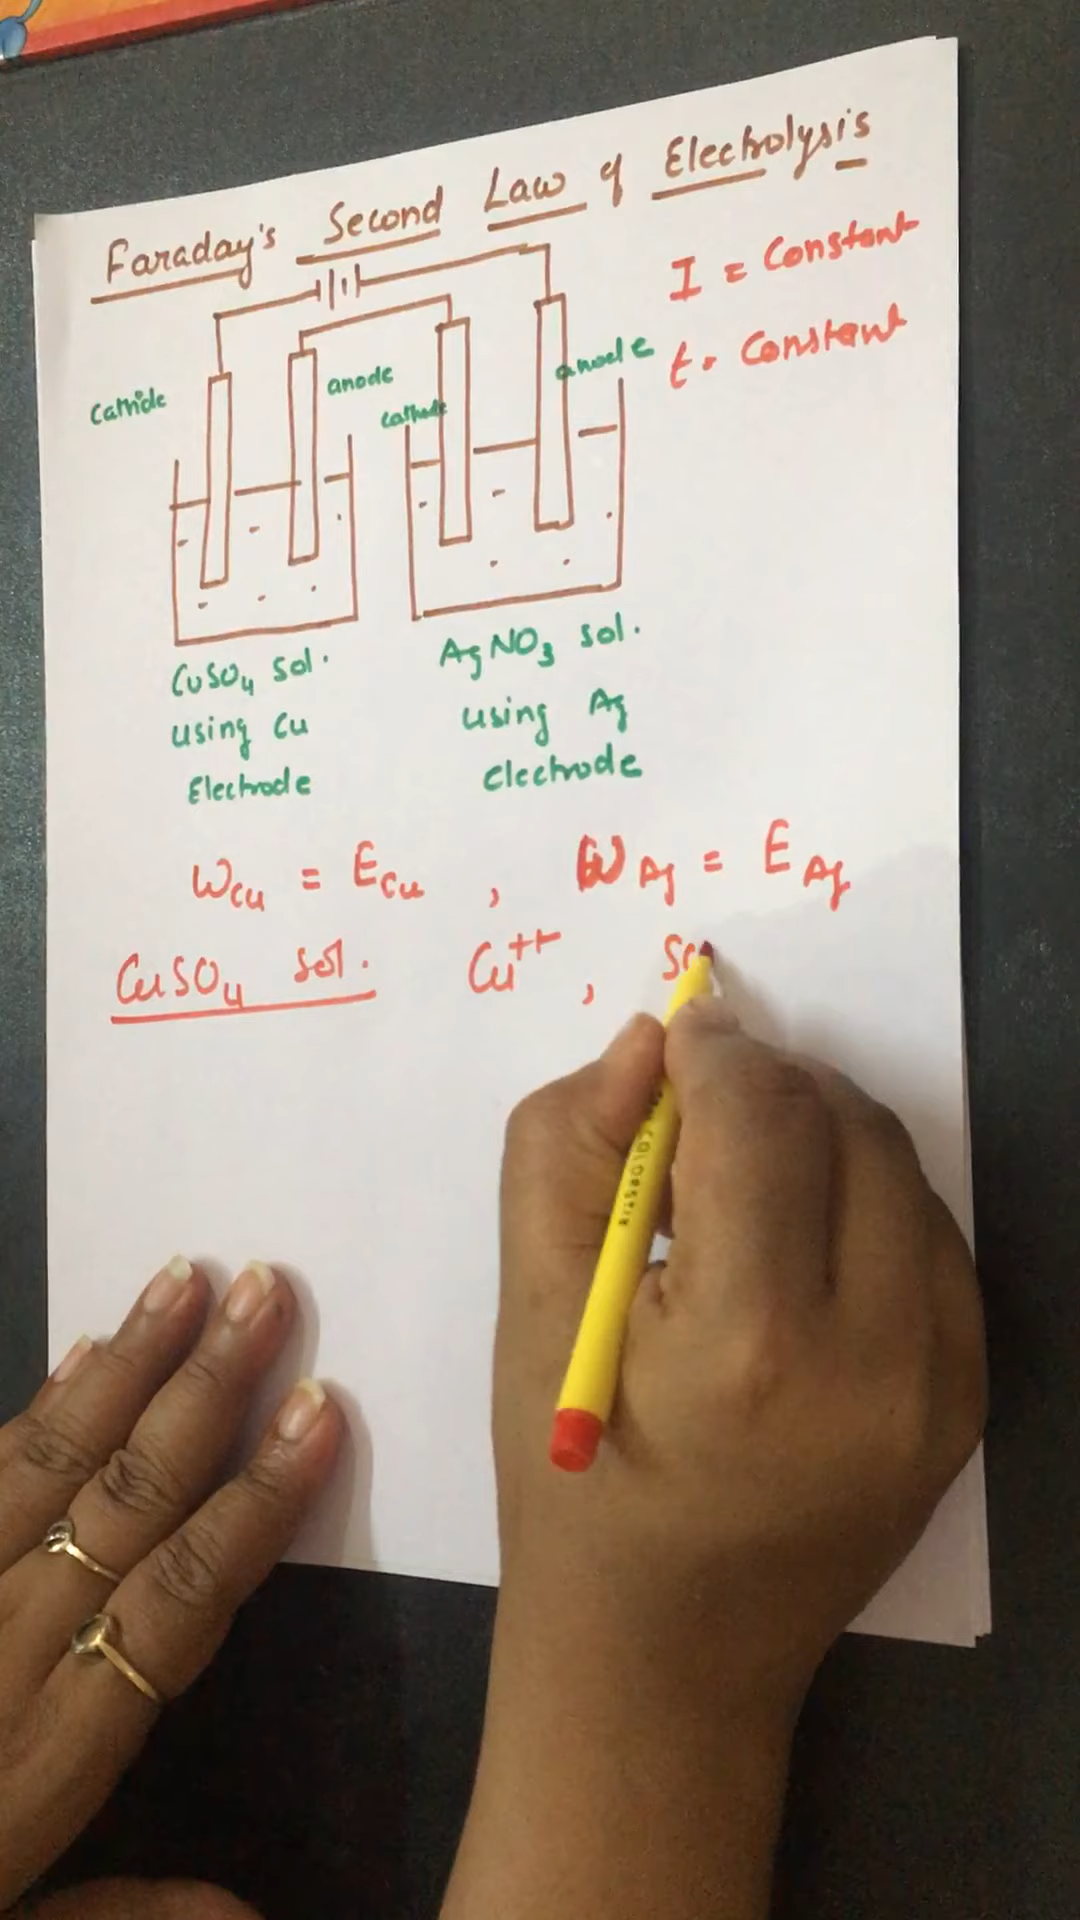 Faraday's Second Law of Electrolysis
I = Constant
t = Constant
Cathode
anode
cathode
anode
CuSO4 sol.
using Cu
Electrode
AgNO3 sol.
using Ag
Electrode
WCu = ECu , WAg = EAg
CuSO4 sol. Cu++ , SO